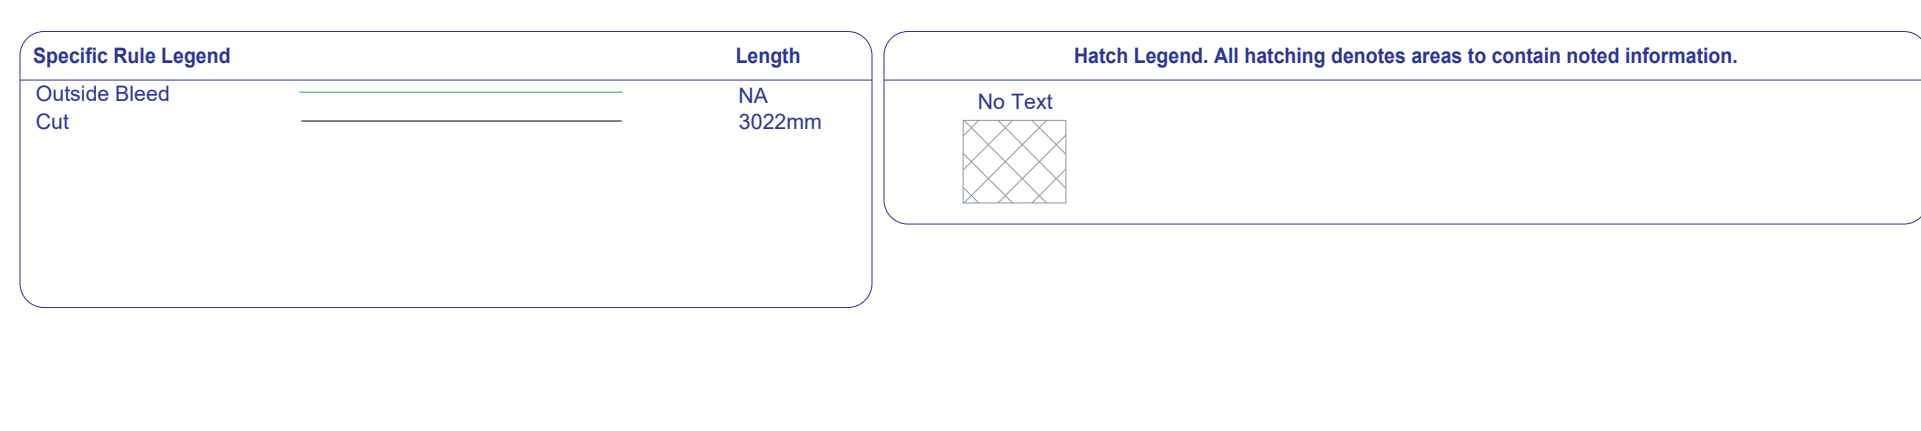 Specific Rule Legend Length
Outside Bleed NA
Cut 3022mm
Hatch Legend. All hatching denotes areas to contain noted information.
No Text